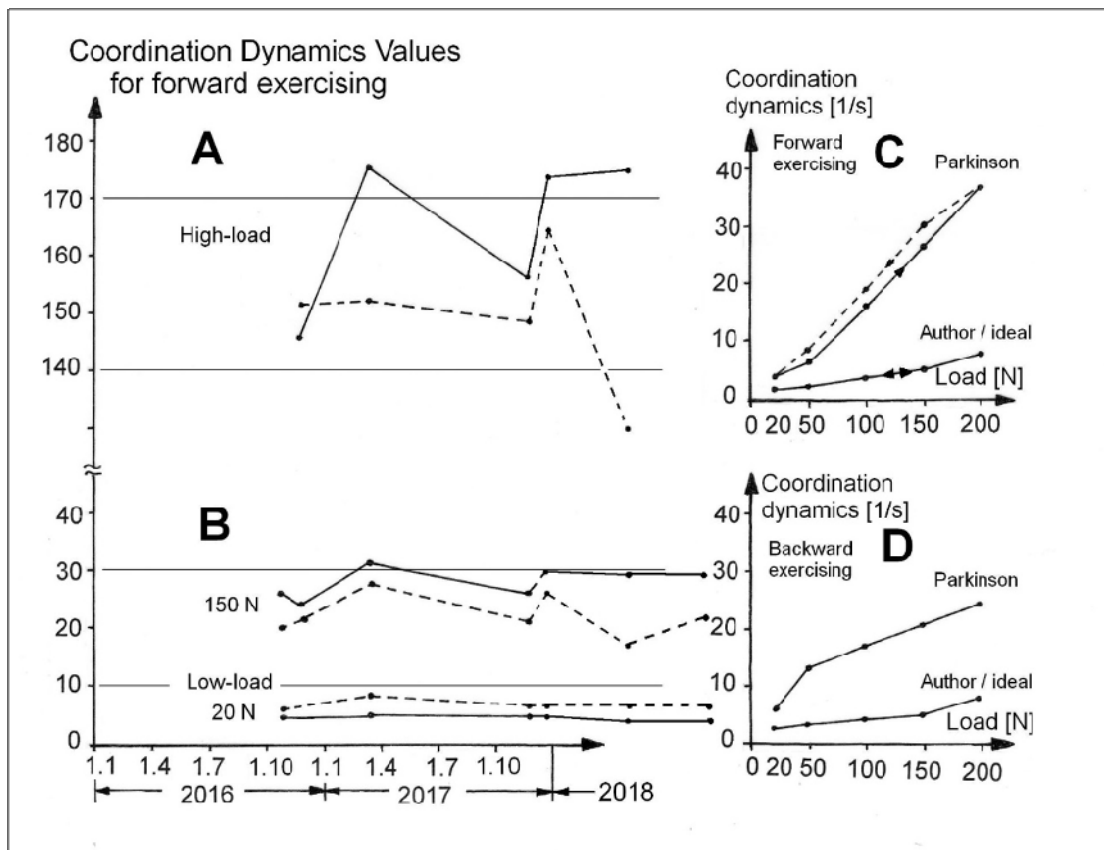 Coordination Dynamics Values
for forward exercising
A
180
170
160
150
140
High-load
B
40
30
20
10
0
150 N
Low-load
20 N
1.1 1.4 1.7 1.10 1.1 1.4 1.7 1.10
2016 2017 2018
Coordination
dynamics [1/s]
Forward
exercising
C
Parkinson
40
30
20
10
0
Author / ideal
Load [N]
0 20 50 100 150 200
Coordination
dynamics [1/s]
Backward
exercising
D
Parkinson
40
30
20
10
0
Author / ideal
Load [N]
0 20 50 100 150 200